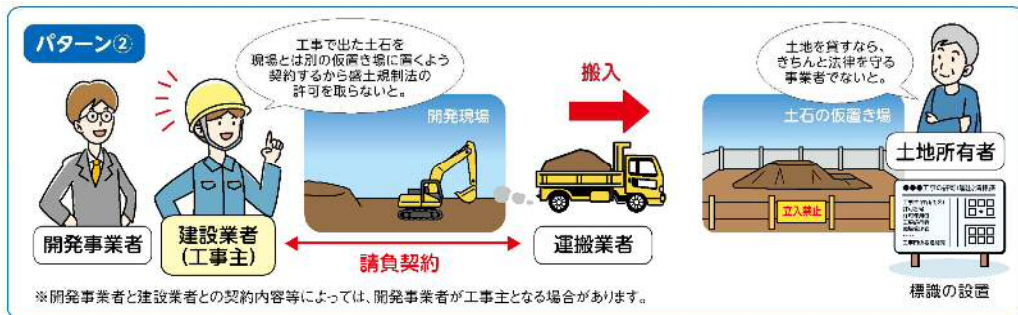 パターン②
工事で出た土石を
現場とは別の仮置き場に置くよう
契約するから盛土規制法の
許可を取らないと。
土地を貸すなら、
きちんと法律を守る
事業者でないと。
搬入
開発現場
土石の仮置き場
土地所有者
立入禁止
開発事業者
建設業者
(工事主)
請負契約
運搬業者
標識の設置
※開発事業者と建設業者との契約内容等によっては、開発事業者が工事主となる場合があります。